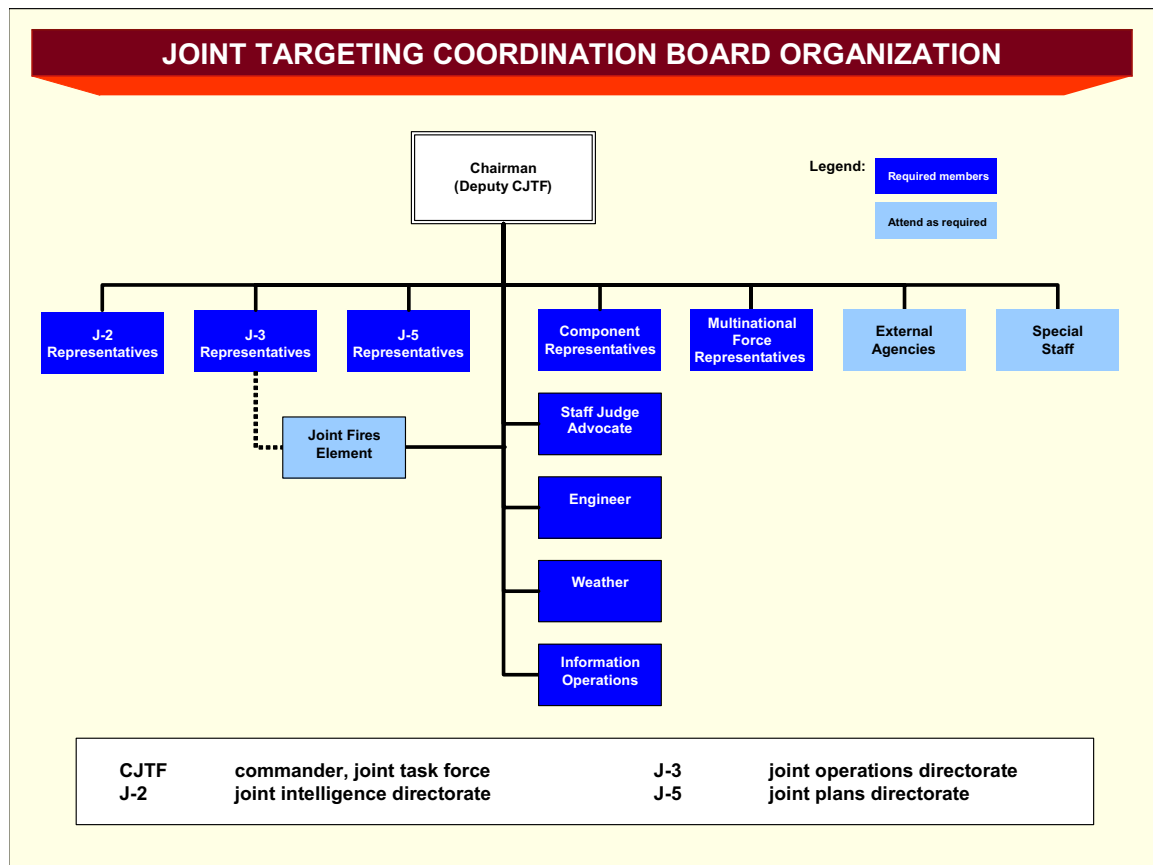 JOINT TARGETING COORDINATION BOARD ORGANIZATION
Chairman
(Deputy CJTF)
Legend:
Required members
Attend as required
J-2
Representatives
J-3
Representatives
J-5
Representatives
Component
Representatives
Multinational
Force
Representatives
External
Agencies
Special
Staff
Joint Fires
Element
Staff Judge
Advocate
Engineer
Weather
Information
Operations
CJTF commander, joint task force
J-2 joint intelligence directorate
J-3 joint operations directorate
J-5 joint plans directorate